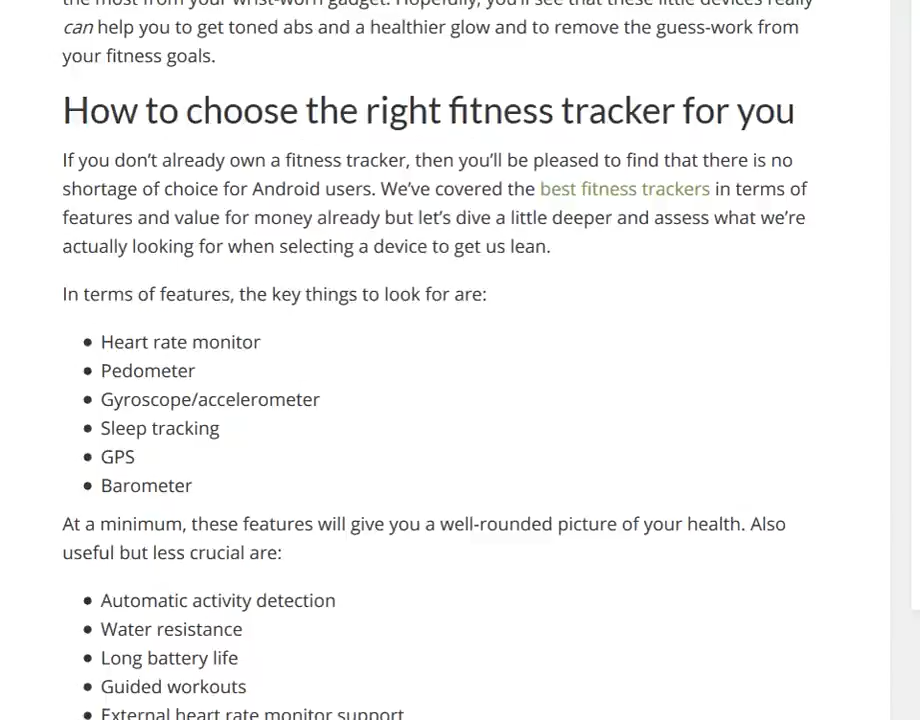 the most from your wrist-worn gadget. Hopefully, you'll see that these little devices really
can help you to get toned abs and a healthier glow and to remove the guess-work from
your fitness goals.
How to choose the right fitness tracker for you
If you don't already own a fitness tracker, then you'll be pleased to find that there is no
shortage of choice for Android users. We've covered the best fitness trackers in terms of
features and value for money already but let's dive a little deeper and assess what we're
actually looking for when selecting a device to get us lean.
In terms of features, the key things to look for are:
• Heart rate monitor
• Pedometer
• Gyroscope/accelerometer
• Sleep tracking
• GPS
• Barometer
At a minimum, these features will give you a well-rounded picture of your health. Also
useful but less crucial are:
• Automatic activity detection
• Water resistance
• Long battery life
• Guided workouts
• External heart rate monitor support